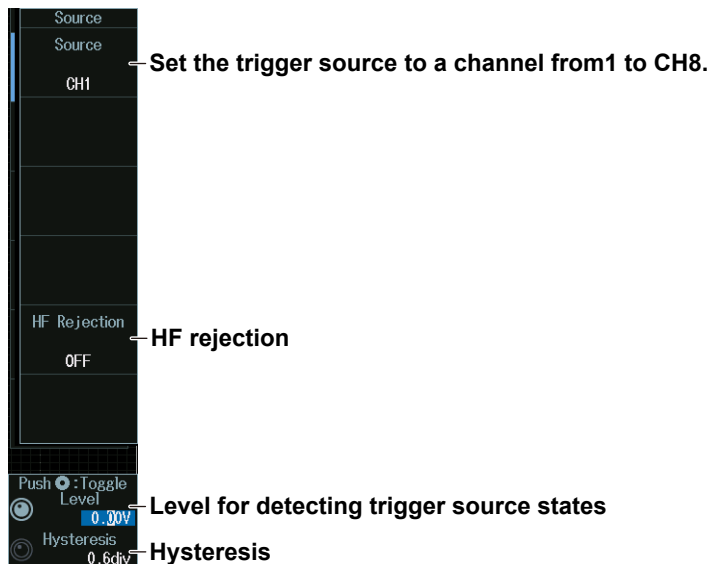 Source
Source
CH1
Set the trigger source to a channel from1 to CH8.
HF Rejection
OFF
HF rejection
Push :Toggle
Level
0.00V
Level for detecting trigger source states
Hysteresis
0.6div
Hysteresis